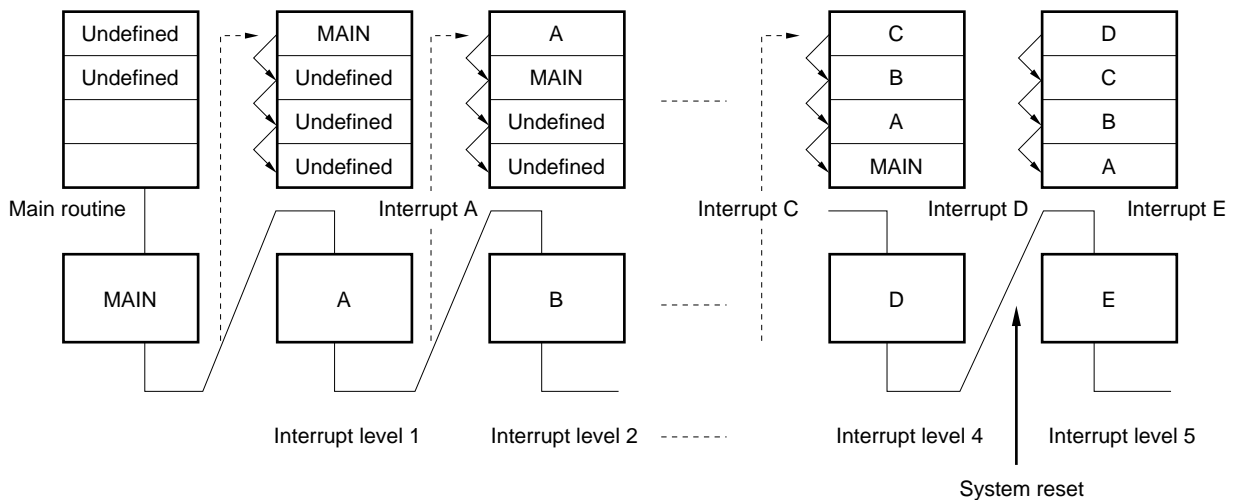 Undefined
MAIN
A
C
D
Undefined
Undefined
MAIN
B
C
Undefined
Undefined
A
B
Undefined
Undefined
MAIN
A
Main routine
Interrupt A
Interrupt C
Interrupt D
Interrupt E
MAIN
A
B
D
E
Interrupt level 1
Interrupt level 2
Interrupt level 4
Interrupt level 5
System reset